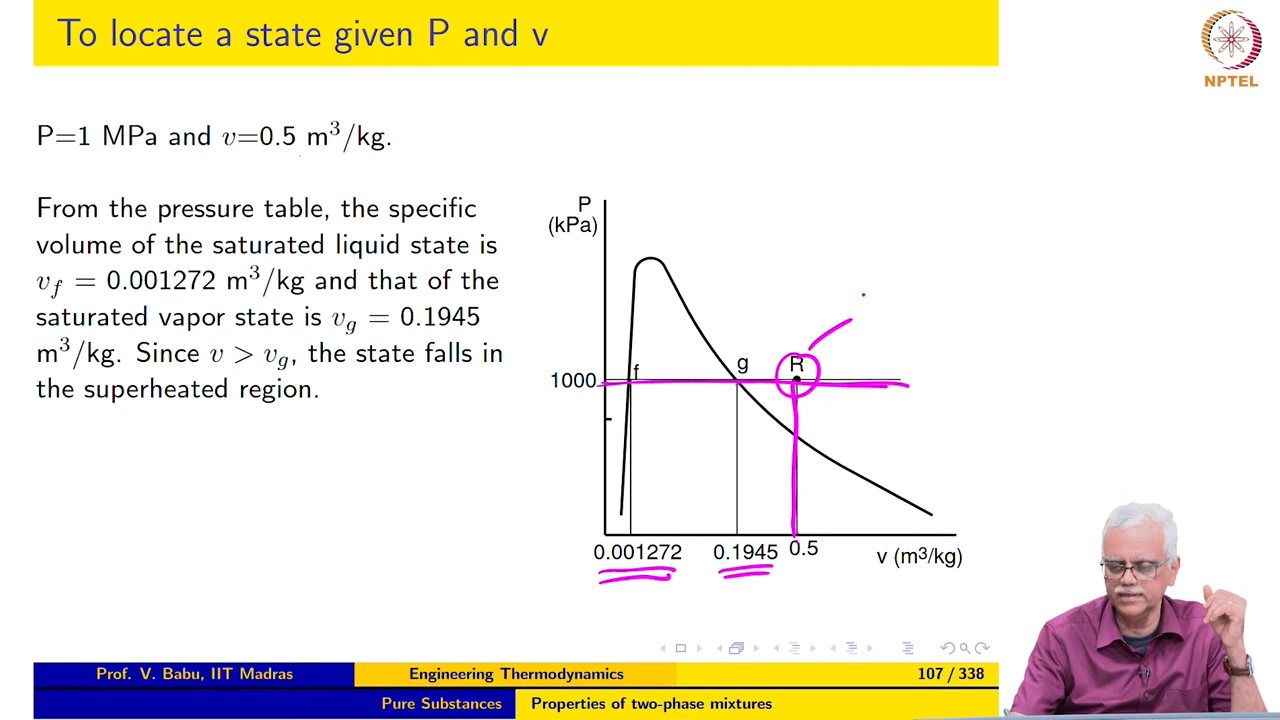 To locate a state given P and v
NPTEL
P=1 MPa and v=0.5 m³/kg.
From the pressure table, the specific
volume of the saturated liquid state is
v_f = 0.001272 m³/kg and that of the
saturated vapor state is v_g = 0.1945
m³/kg. Since v > v_g, the state falls in
the superheated region.
P
(kPa)
1000
f
g
R
0.001272
0.1945
0.5
v (m³/kg)
Prof. V. Babu, IIT Madras
Engineering Thermodynamics
107 / 338
Pure Substances
Properties of two-phase mixtures